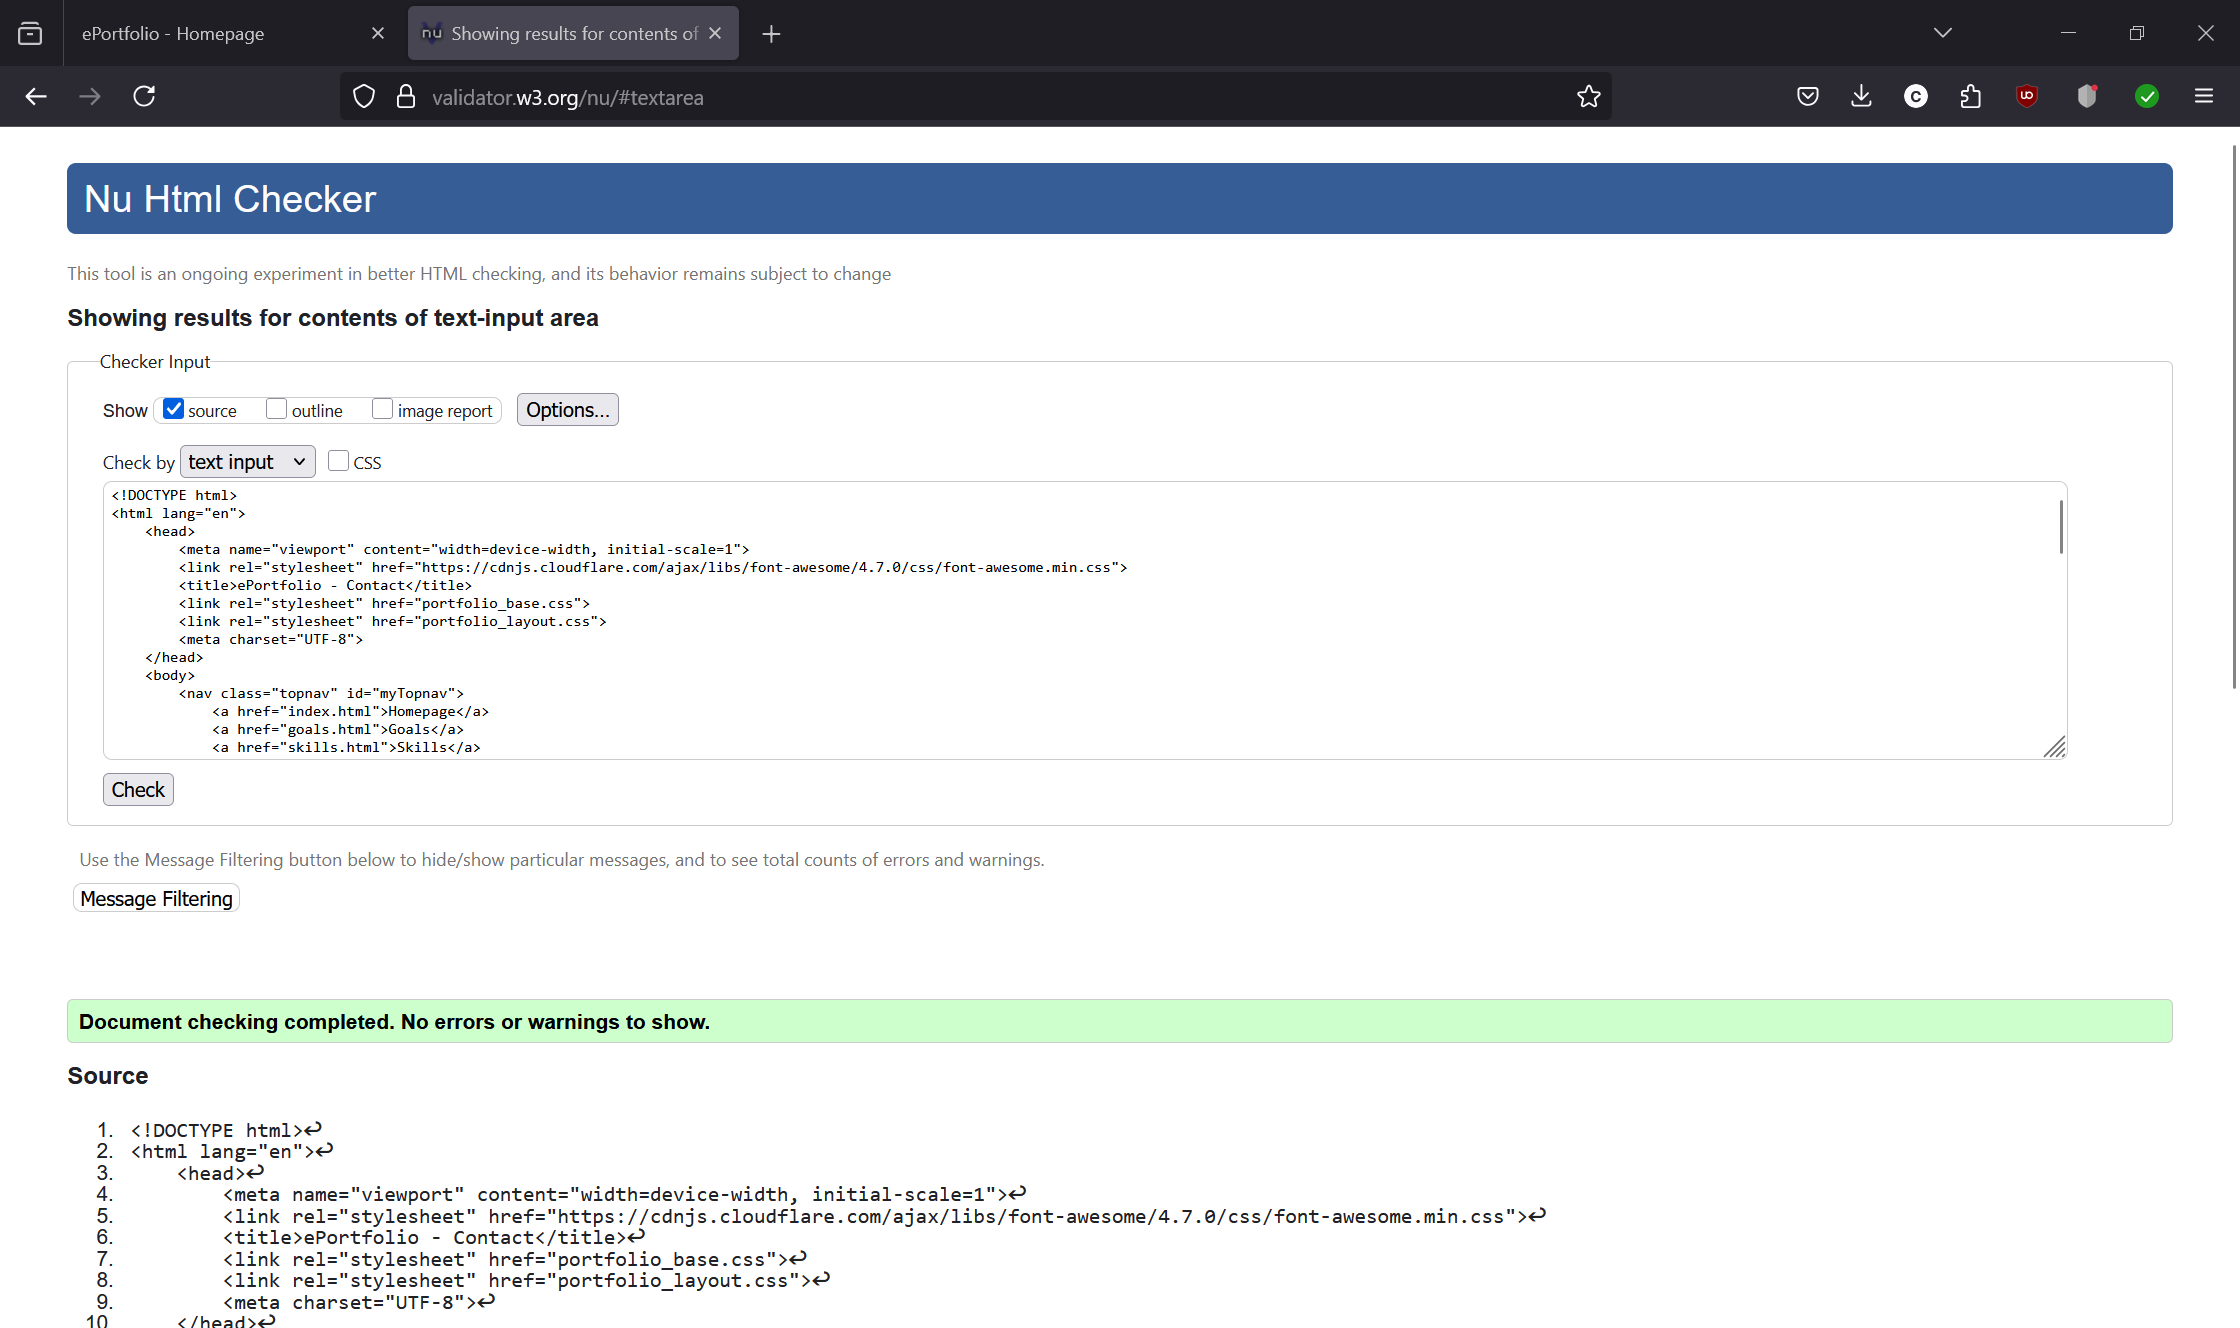 ePortfolio - Homepage
nu Showing results for contents of
validator.w3.org/nu/#textarea
Nu Html Checker
This tool is an ongoing experiment in better HTML checking, and its behavior remains subject to change
Showing results for contents of text-input area
Checker Input
Show source outline image report Options...
Check by text input CSS
<!DOCTYPE html>
<html lang="en">
    <head>
        <meta name="viewport" content="width=device-width, initial-scale=1">
        <link rel="stylesheet" href="https://cdnjs.cloudflare.com/ajax/libs/font-awesome/4.7.0/css/font-awesome.min.css">
        <title>ePortfolio - Contact</title>
        <link rel="stylesheet" href="portfolio_base.css">
        <link rel="stylesheet" href="portfolio_layout.css">
        <meta charset="UTF-8">
    </head>
    <body>
        <nav class="topnav" id="myTopnav">
            <a href="index.html">Homepage</a>
            <a href="goals.html">Goals</a>
            <a href="skills.html">Skills</a>
Check
Use the Message Filtering button below to hide/show particular messages, and to see total counts of errors and warnings.
Message Filtering
Document checking completed. No errors or warnings to show.
Source
1. <!DOCTYPE html>↩
2. <html lang="en">↩
3.     <head>↩
4.         <meta name="viewport" content="width=device-width, initial-scale=1">↩
5.         <link rel="stylesheet" href="https://cdnjs.cloudflare.com/ajax/libs/font-awesome/4.7.0/css/font-awesome.min.css">↩
6.         <title>ePortfolio - Contact</title>↩
7.         <link rel="stylesheet" href="portfolio_base.css">↩
8.         <link rel="stylesheet" href="portfolio_layout.css">↩
9.         <meta charset="UTF-8">↩
10.     </head>↩